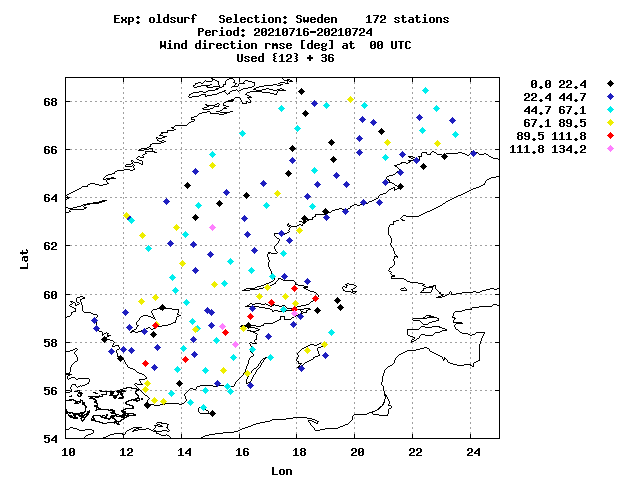 Exp: oldsurf   Selection: Sweden    172 stations
Period: 20210716-20210724
Wind direction rmse [deg] at  00 UTC
Used {12} + 36
0.0 22.4
22.4 44.7
44.7 67.1
67.1 89.5
89.5 111.8
111.8 134.2
68
66
64
62
60
58
56
54
Lat
10 12 14 16 18 20 22 24
Lon